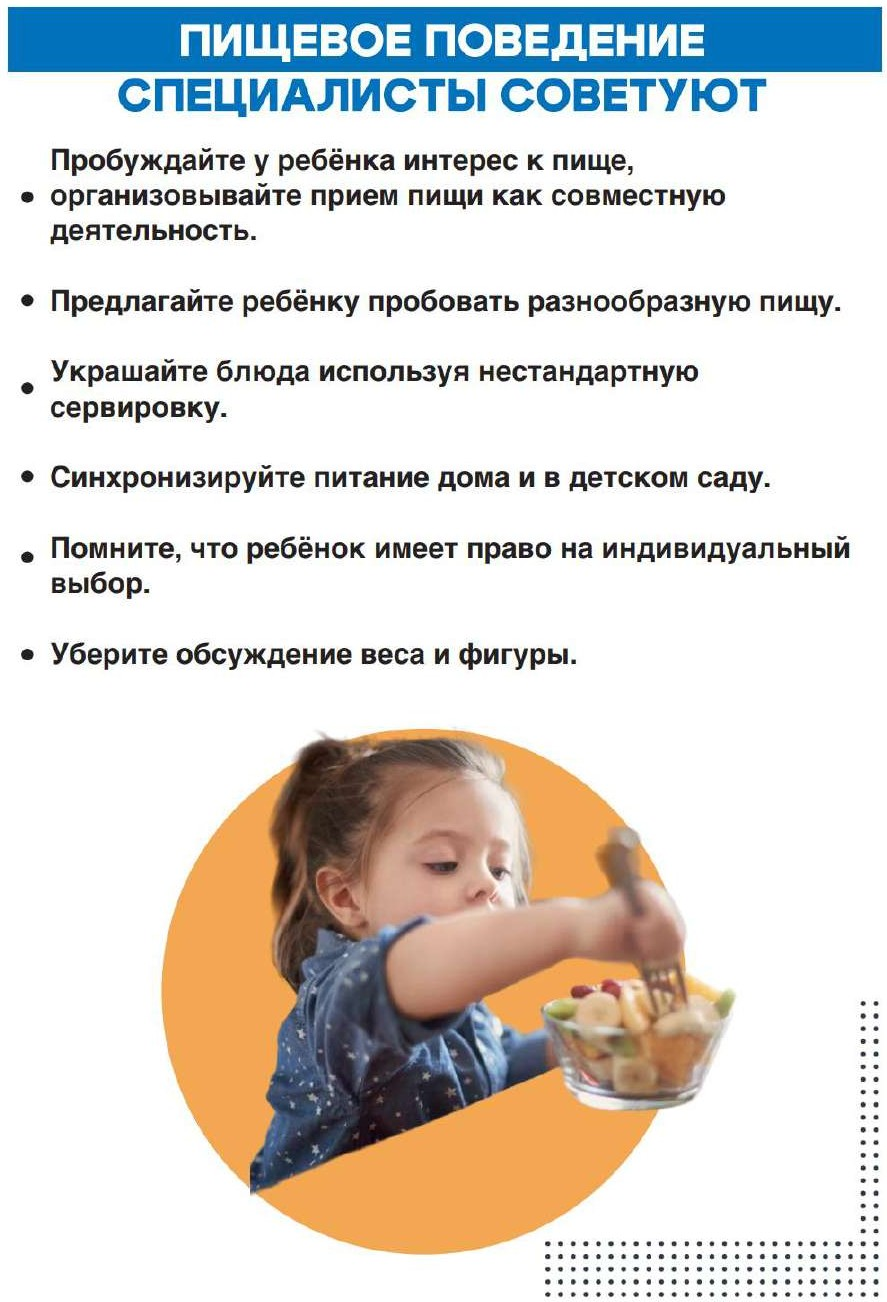 ПИЩЕВОЕ ПОВЕДЕНИЕ
СПЕЦИАЛИСТЫ СОВЕТУЮТ
Пробуждайте у ребёнка интерес к пище,
• организовывайте прием пищи как совместную
деятельность.
• Предлагайте ребёнку пробовать разнообразную пищу.
• Украшайте блюда используя нестандартную
сервировку.
• Синхронизируйте питание дома и в детском саду.
• Помните, что ребёнок имеет право на индивидуальный
выбор.
• Уберите обсуждение веса и фигуры.